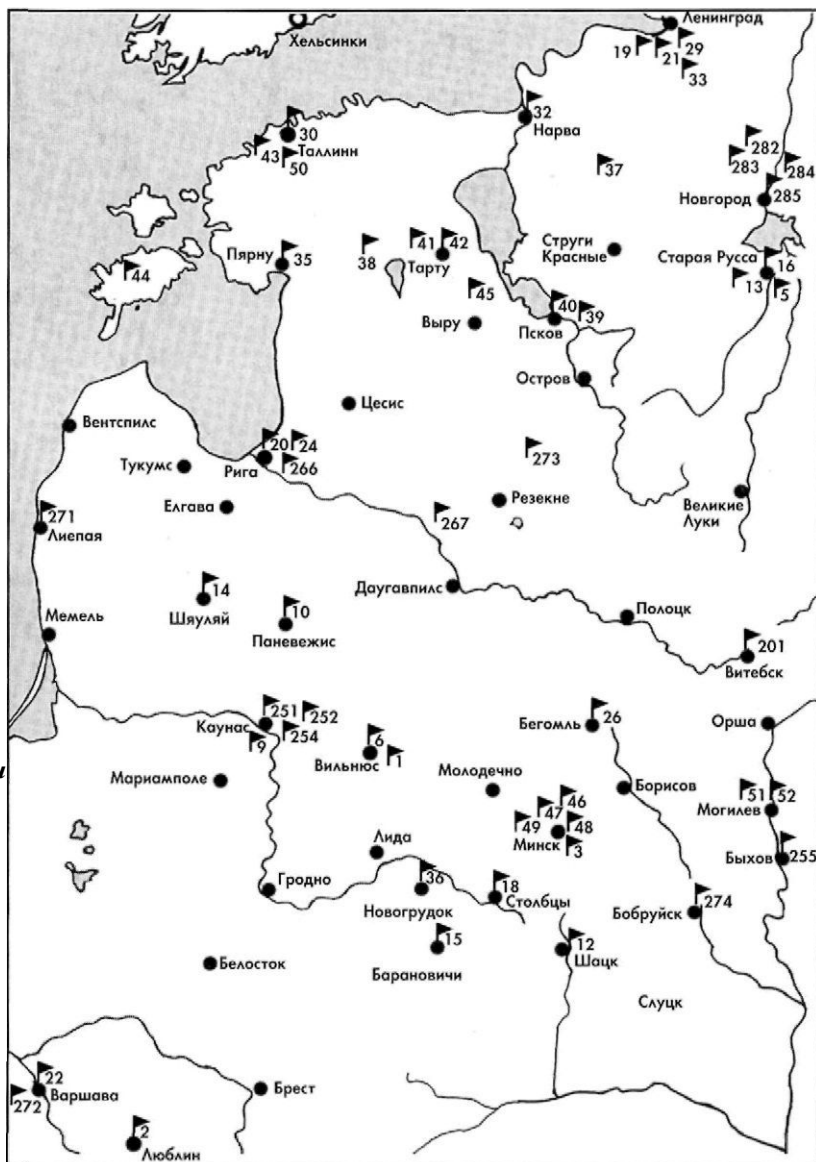 Хельсинки
Ленинград
19
21
29
33
32
Нарва
30
Таллинн
43
50
37
282
283
284
285
Новгород
Пярну
35
38
41
42
Тарту
Струги
Красные
Старая Русса
16
13
5
44
45
Выру
40
39
Псков
Остров
Цесис
Вентспилс
Тукумс
20
24
Рига
266
273
Резекне
Великие
Луки
271
Лиепая
Елгава
267
14
Шяуляй
10
Паневежис
Даугавпилс
Полоцк
Мемель
201
Витебск
251
252
Каунас
254
9
6
Вильнюс
1
26
Бегомль
Орша
и
Мариамполе
Молодечно
Борисов
51
52
Могилев
46
47
49
48
Минск
3
Лида
255
Быхов
Гродно
36
Новогрудок
18
Столбцы
274
Бобруйск
15
Барановичи
12
Шацк
Белосток
Слуцк
22
Варшава
272
Брест
2
Люблин